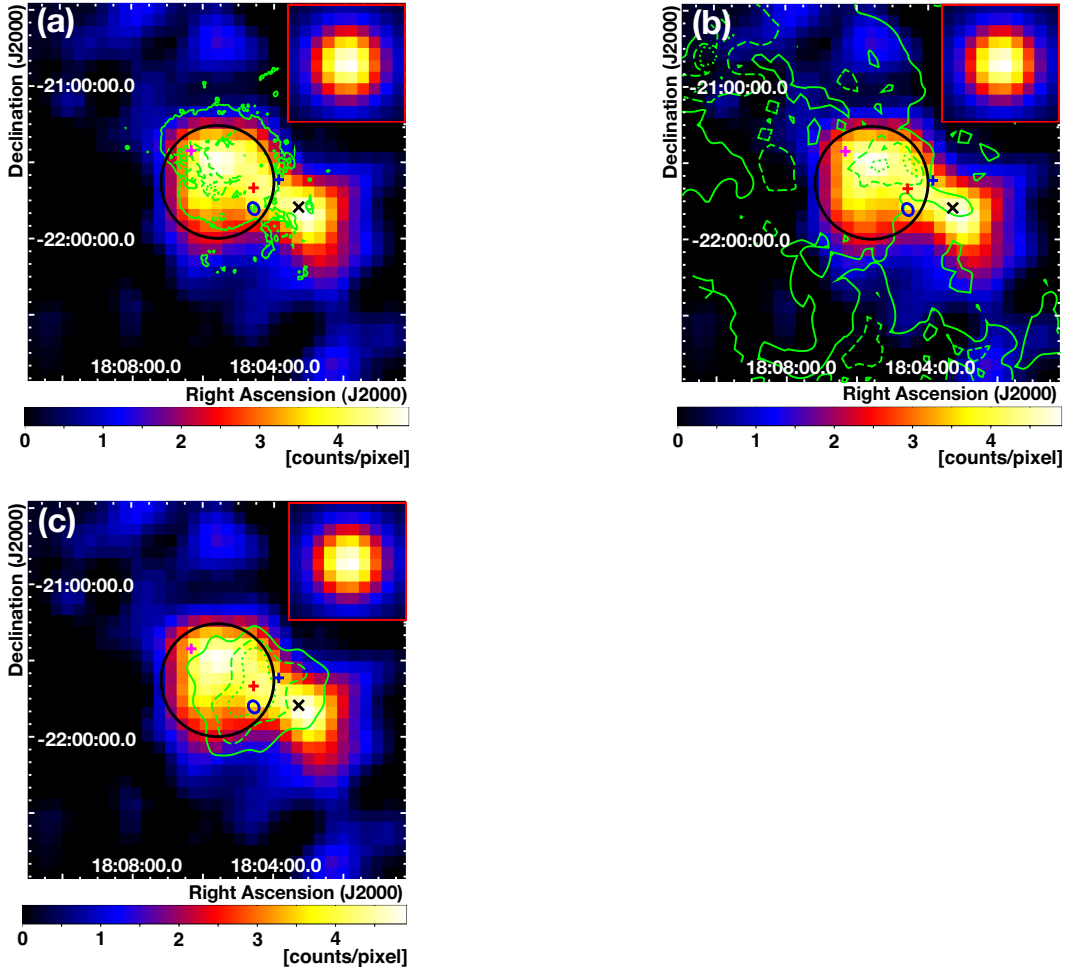 (a)
Declination (J2000)
-21:00:00.0
-22:00:00.0
18:08:00.0 18:04:00.0
Right Ascension (J2000)
0 1 2 3 4
[counts/pixel]
(b)
Declination (J2000)
-21:00:00.0
-22:00:00.0
18:08:00.0 18:04:00.0
Right Ascension (J2000)
0 1 2 3 4
[counts/pixel]
(c)
Declination (J2000)
-21:00:00.0
-22:00:00.0
18:08:00.0 18:04:00.0
Right Ascension (J2000)
0 1 2 3 4
[counts/pixel]